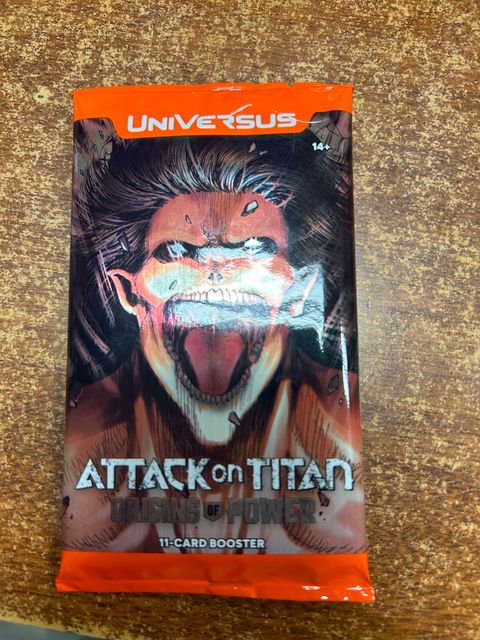 UNIVERSUS
14+
ATTACK on TITAN
ORIGINS OF POWER
11-CARD BOOSTER